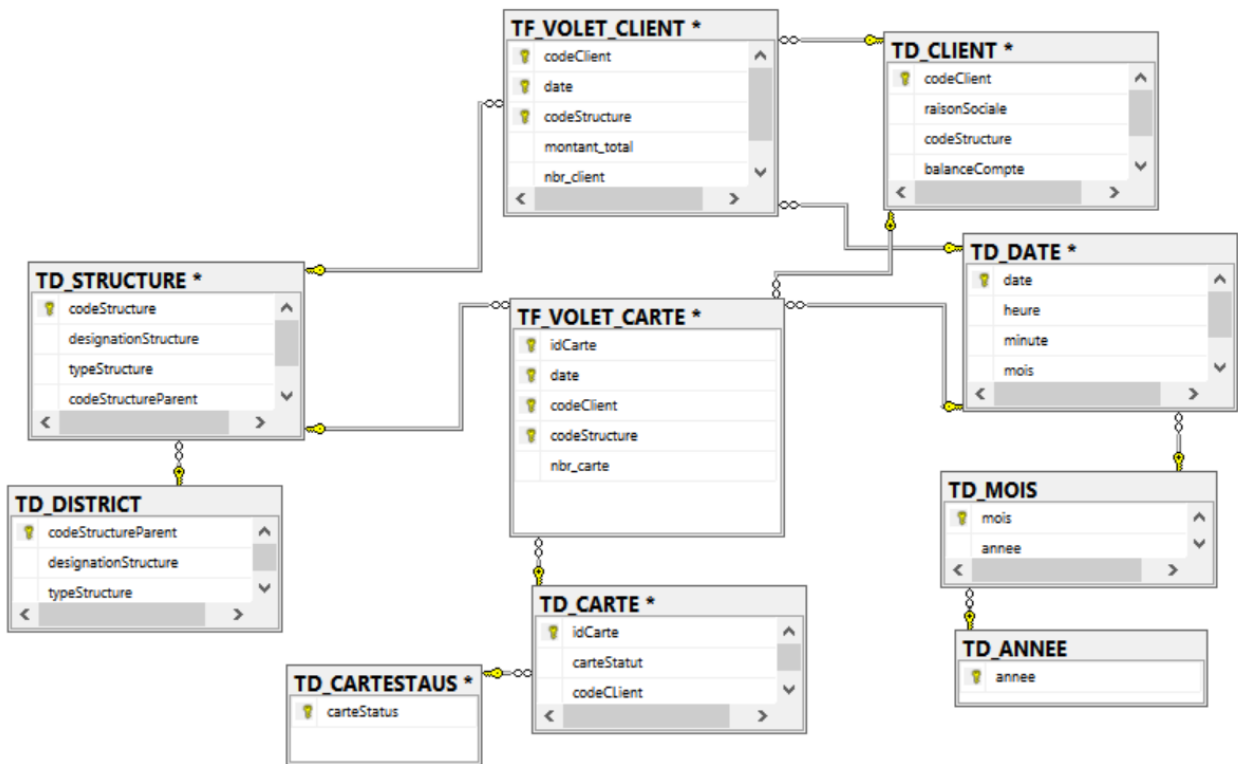 TF_VOLET_CLIENT *
codeClient
date
codeStructure
montant_total
nbr_client
TD_CLIENT *
codeClient
raisonSociale
codeStructure
balanceCompte
TD_STRUCTURE *
codeStructure
designationStructure
typeStructure
codeStructureParent
TF_VOLET_CARTE *
idCarte
date
codeClient
codeStructure
nbr_carte
TD_DATE *
date
heure
minute
mois
TD_DISTRICT
codeStructureParent
designationStructure
typeStructure
TD_MOIS
mois
annee
TD_CARTE *
idCarte
carteStatut
codeCLient
TD_ANNEE
annee
TD_CARTESTAUS *
carteStatus